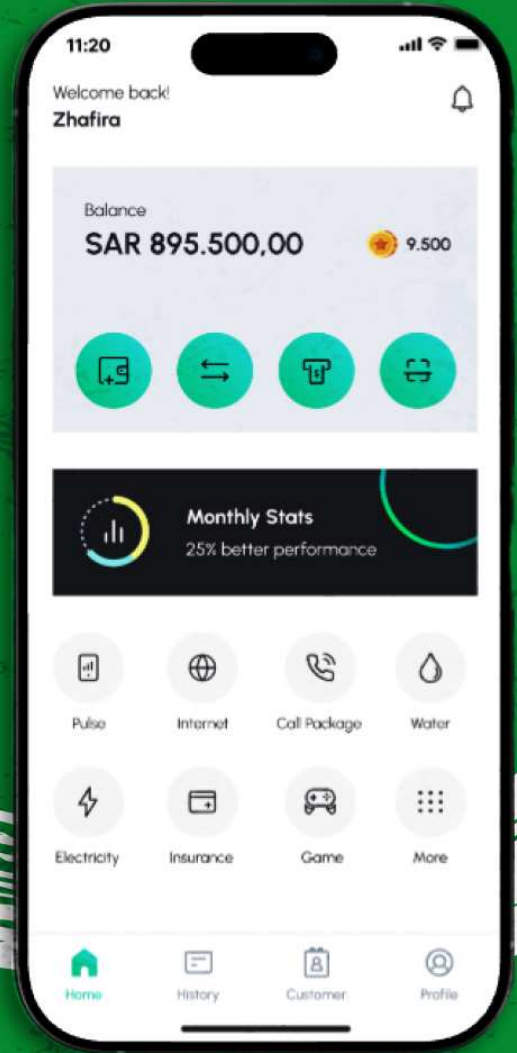 11:20
Welcome back!
Zhafira
Balance
SAR 895.500,00
9.500
Monthly Stats
25% better performance
Pulse Internet Call Package Water
Electricity Insurance Game More
Home History Customer Profile